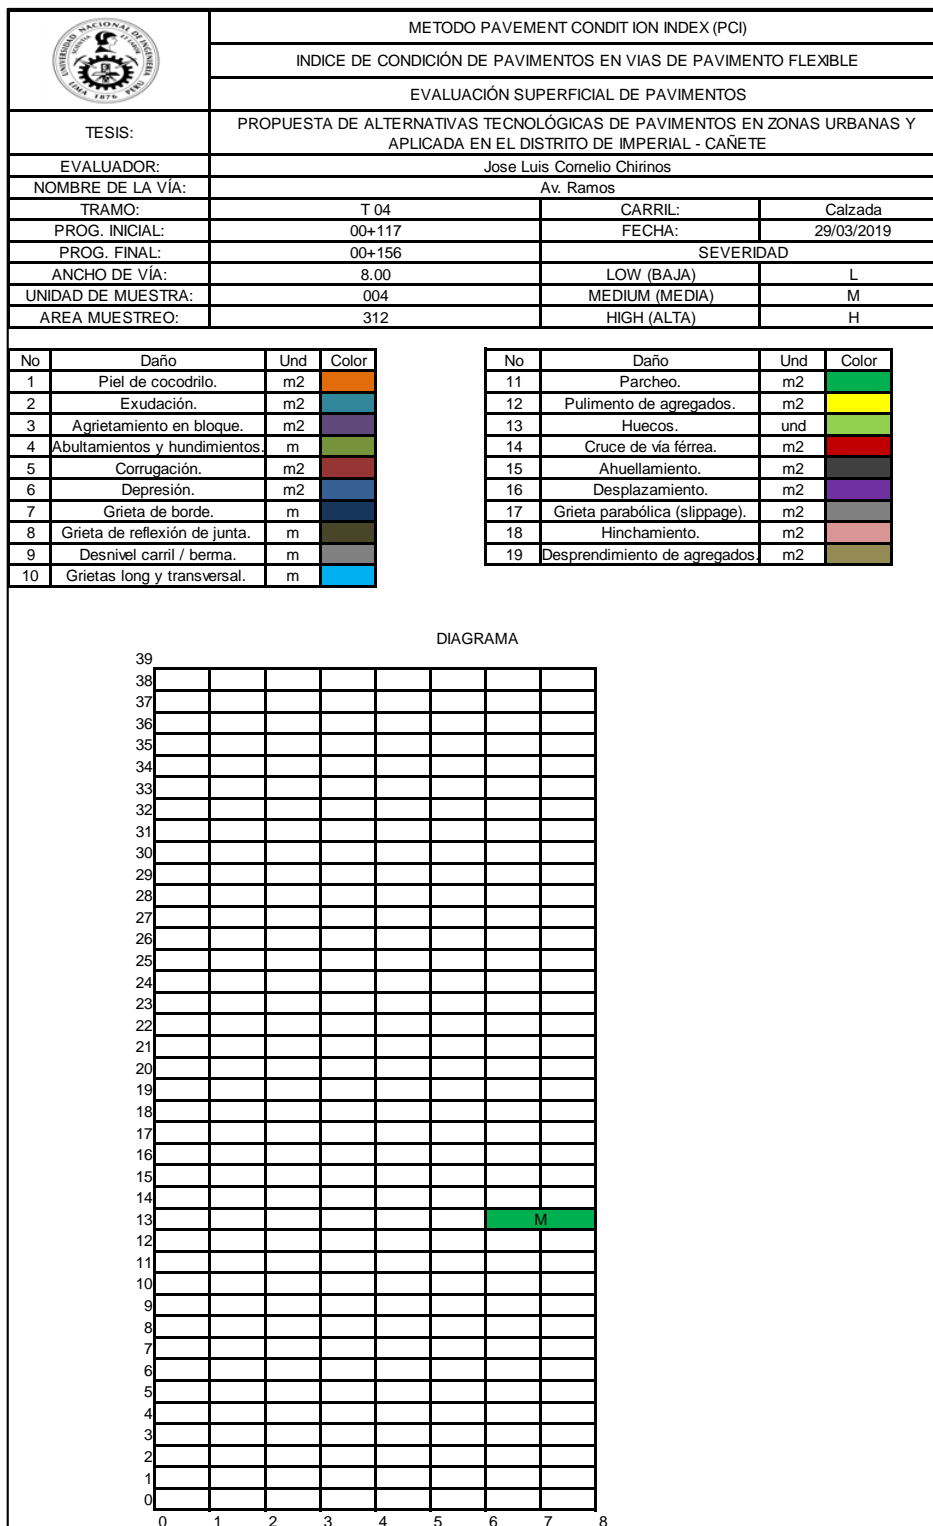 UNIVERSIDAD NACIONAL DE INGENIERIA
SCIENTIA ET LABOR
LIMA 1876 PERU
METODO PAVEMENT CONDIT ION INDEX (PCI)
INDICE DE CONDICIÓN DE PAVIMENTOS EN VIAS DE PAVIMENTO FLEXIBLE
EVALUACIÓN SUPERFICIAL DE PAVIMENTOS
TESIS: PROPUESTA DE ALTERNATIVAS TECNOLÓGICAS DE PAVIMENTOS EN ZONAS URBANAS Y
APLICADA EN EL DISTRITO DE IMPERIAL - CAÑETE
EVALUADOR: Jose Luis Cornelio Chirinos
NOMBRE DE LA VÍA: Av. Ramos
TRAMO: T 04 CARRIL: Calzada
PROG. INICIAL: 00+117 FECHA: 29/03/2019
PROG. FINAL: 00+156 SEVERIDAD
ANCHO DE VÍA: 8.00 LOW (BAJA) L
UNIDAD DE MUESTRA: 004 MEDIUM (MEDIA) M
AREA MUESTREO: 312 HIGH (ALTA) H
No Daño Und Color
1 Piel de cocodrilo. m2
2 Exudación. m2
3 Agrietamiento en bloque. m2
4 Abultamientos y hundimientos. m
5 Corrugación. m2
6 Depresión. m2
7 Grieta de borde. m
8 Grieta de reflexión de junta. m
9 Desnivel carril / berma. m
10 Grietas long y transversal. m
No Daño Und Color
11 Parcheo. m2
12 Pulimento de agregados. m2
13 Huecos. und
14 Cruce de vía férrea. m2
15 Ahuellamiento. m2
16 Desplazamiento. m2
17 Grieta parabólica (slippage). m2
18 Hinchamiento. m2
19 Desprendimiento de agregados. m2
DIAGRAMA
39
38
37
36
35
34
33
32
31
30
29
28
27
26
25
24
23
22
21
20
19
18
17
16
15
14
13 M
12
11
10
9
8
7
6
5
4
3
2
1
0
0 1 2 3 4 5 6 7 8